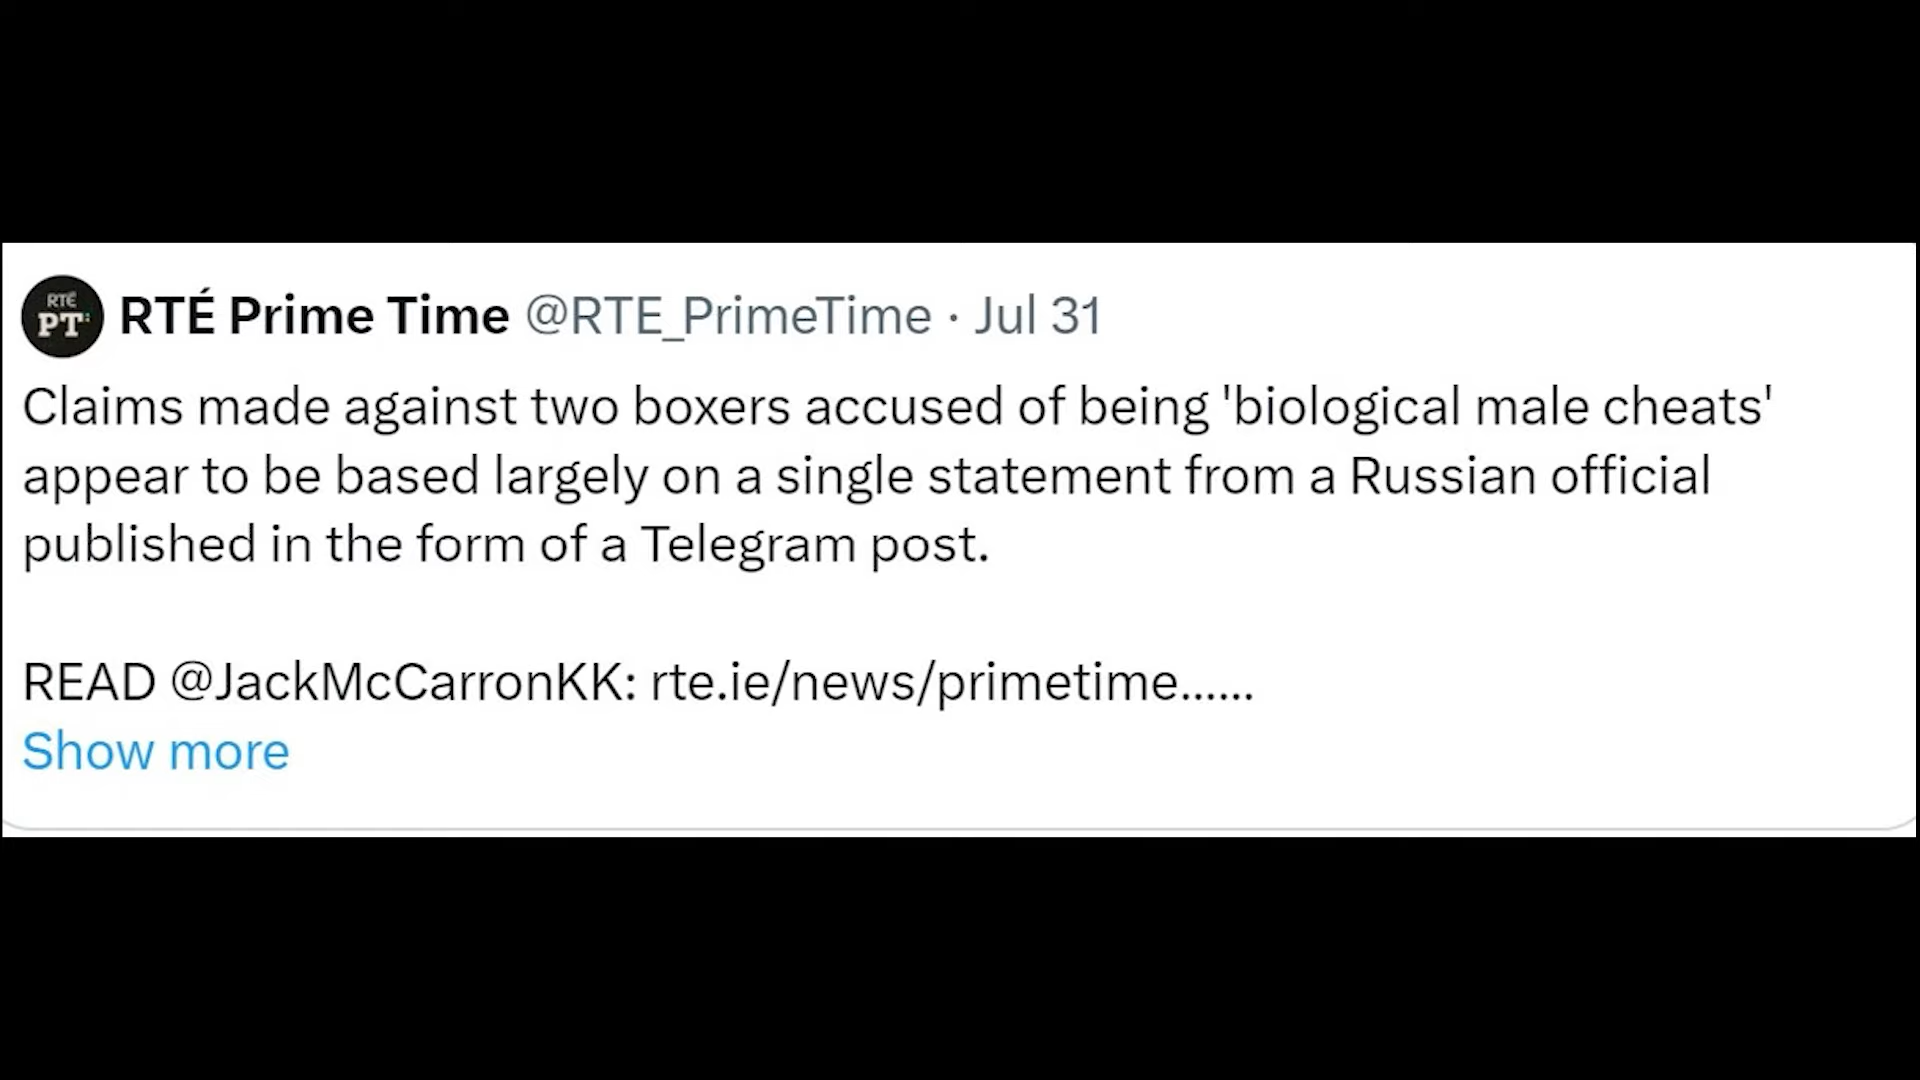 RTÉ
PT:
RTÉ Prime Time @RTE_PrimeTime · Jul 31
Claims made against two boxers accused of being 'biological male cheats'
appear to be based largely on a single statement from a Russian official
published in the form of a Telegram post.
READ @JackMcCarronKK: rte.ie/news/primetime......
Show more